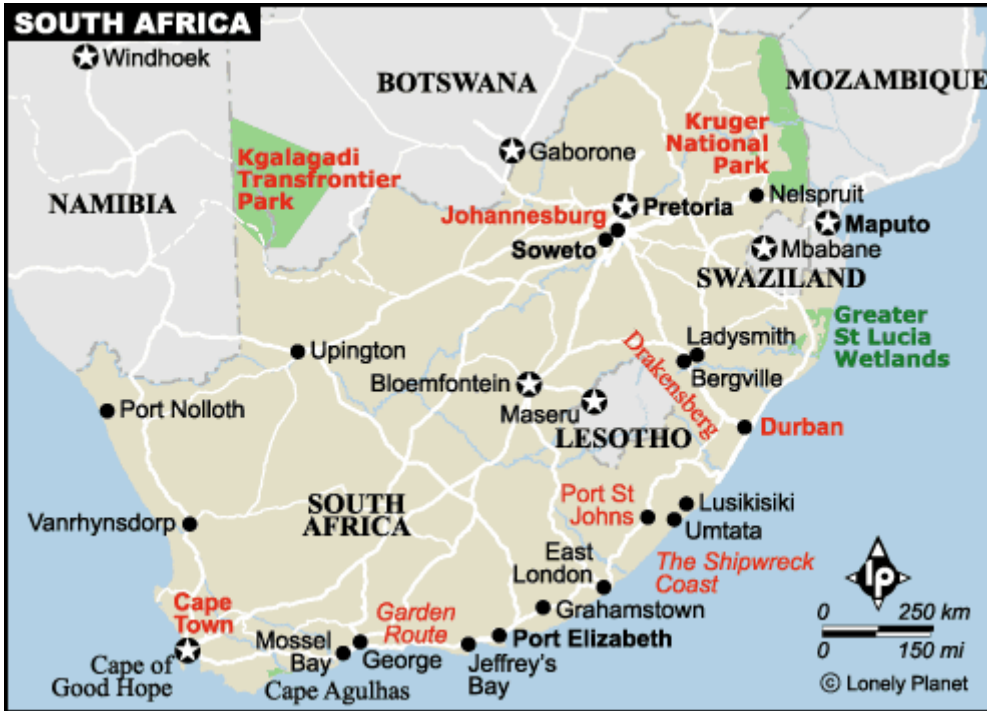 SOUTH AFRICA
Windhoek
BOTSWANA
MOZAMBIQUE
Kgalagadi
Transfrontier
Park
Gaborone
Kruger
National
Park
NAMIBIA
Nelspruit
Johannesburg
Pretoria
Maputo
Soweto
Mbabane
SWAZILAND
Greater
St Lucia
Wetlands
Upington
Ladysmith
Drakensberg
Bergville
Bloemfontein
Maseru
Port Nolloth
LESOTHO
Durban
SOUTH
AFRICA
Port St
Johns
Lusikisiki
Umtata
Vanrhynsdorp
East
London
The Shipwreck
Coast
lp
Cape
Town
Garden
Route
Grahamstown
0 250 km
0 150 mi
Mossel
Bay
George
Port Elizabeth
Jeffrey's
Bay
Cape of
Good Hope
Cape Agulhas
© Lonely Planet